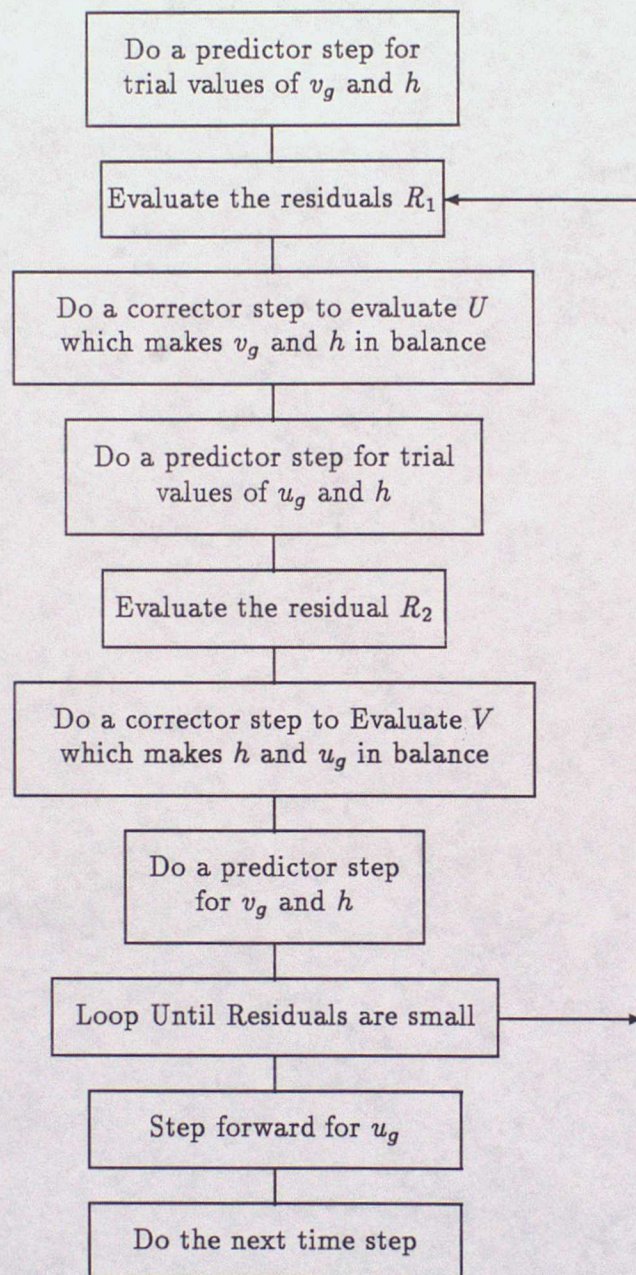 Do a predictor step for
trial values of $v_g$ and $h$
Evaluate the residuals $R_1$
Do a corrector step to evaluate $U$
which makes $v_g$ and $h$ in balance
Do a predictor step for trial
values of $u_g$ and $h$
Evaluate the residual $R_2$
Do a corrector step to Evaluate $V$
which makes $h$ and $u_g$ in balance
Do a predictor step
for $v_g$ and $h$
Loop Until Residuals are small
Step forward for $u_g$
Do the next time step